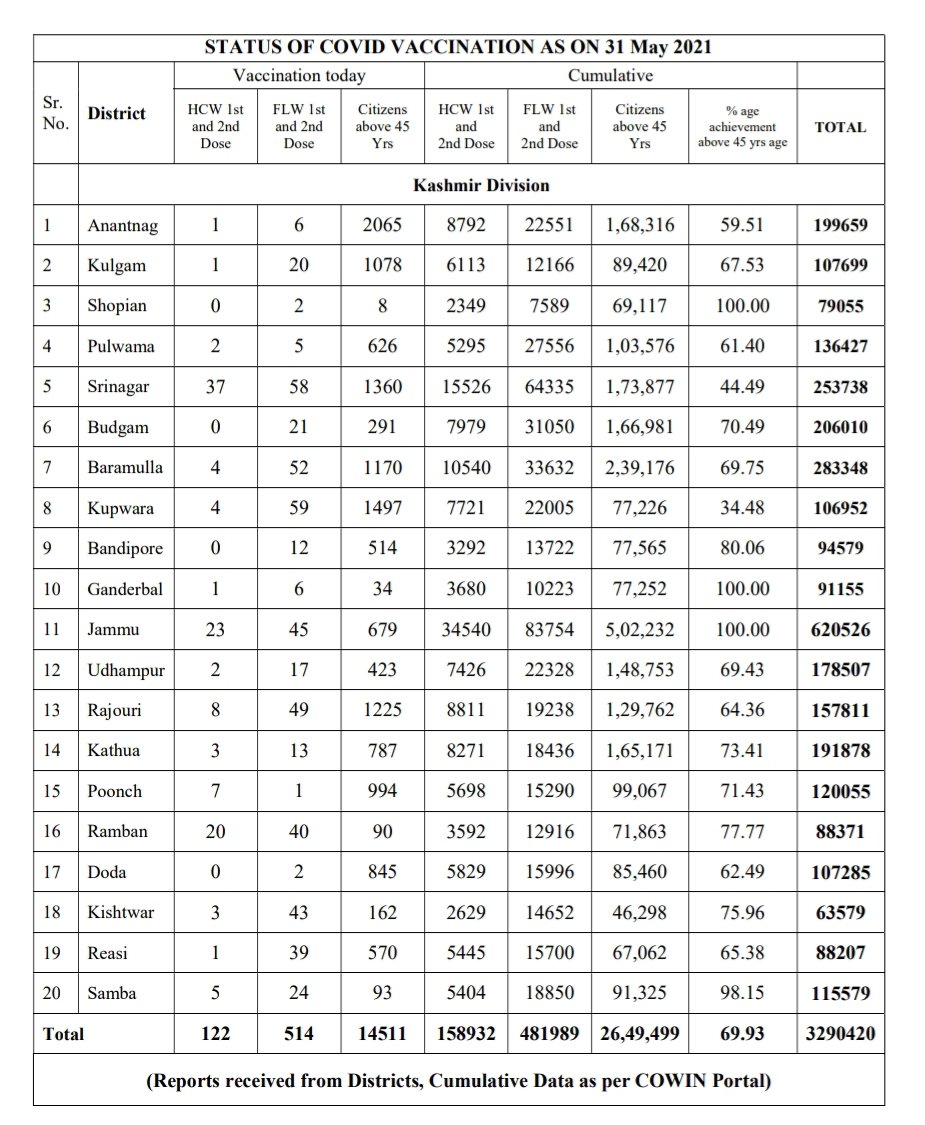 STATUS OF COVID VACCINATION AS ON 31 May 2021
Sr. No. District Vaccination today Cumulative
HCW 1st and 2nd Dose FLW 1st and 2nd Dose Citizens above 45 Yrs HCW 1st and 2nd Dose FLW 1st and 2nd Dose Citizens above 45 Yrs % age achievement above 45 yrs age TOTAL
Kashmir Division
1 Anantnag 1 6 2065 8792 22551 1,68,316 59.51 199659
2 Kulgam 1 20 1078 6113 12166 89,420 67.53 107699
3 Shopian 0 2 8 2349 7589 69,117 100.00 79055
4 Pulwama 2 5 626 5295 27556 1,03,576 61.40 136427
5 Srinagar 37 58 1360 15526 64335 1,73,877 44.49 253738
6 Budgam 0 21 291 7979 31050 1,66,981 70.49 206010
7 Baramulla 4 52 1170 10540 33632 2,39,176 69.75 283348
8 Kupwara 4 59 1497 7721 22005 77,226 34.48 106952
9 Bandipore 0 12 514 3292 13722 77,565 80.06 94579
10 Ganderbal 1 6 34 3680 10223 77,252 100.00 91155
11 Jammu 23 45 679 34540 83754 5,02,232 100.00 620526
12 Udhampur 2 17 423 7426 22328 1,48,753 69.43 178507
13 Rajouri 8 49 1225 8811 19238 1,29,762 64.36 157811
14 Kathua 3 13 787 8271 18436 1,65,171 73.41 191878
15 Poonch 7 1 994 5698 15290 99,067 71.43 120055
16 Ramban 20 40 90 3592 12916 71,863 77.77 88371
17 Doda 0 2 845 5829 15996 85,460 62.49 107285
18 Kishtwar 3 43 162 2629 14652 46,298 75.96 63579
19 Reasi 1 39 570 5445 15700 67,062 65.38 88207
20 Samba 5 24 93 5404 18850 91,325 98.15 115579
Total 122 514 14511 158932 481989 26,49,499 69.93 3290420
(Reports received from Districts, Cumulative Data as per COWIN Portal)